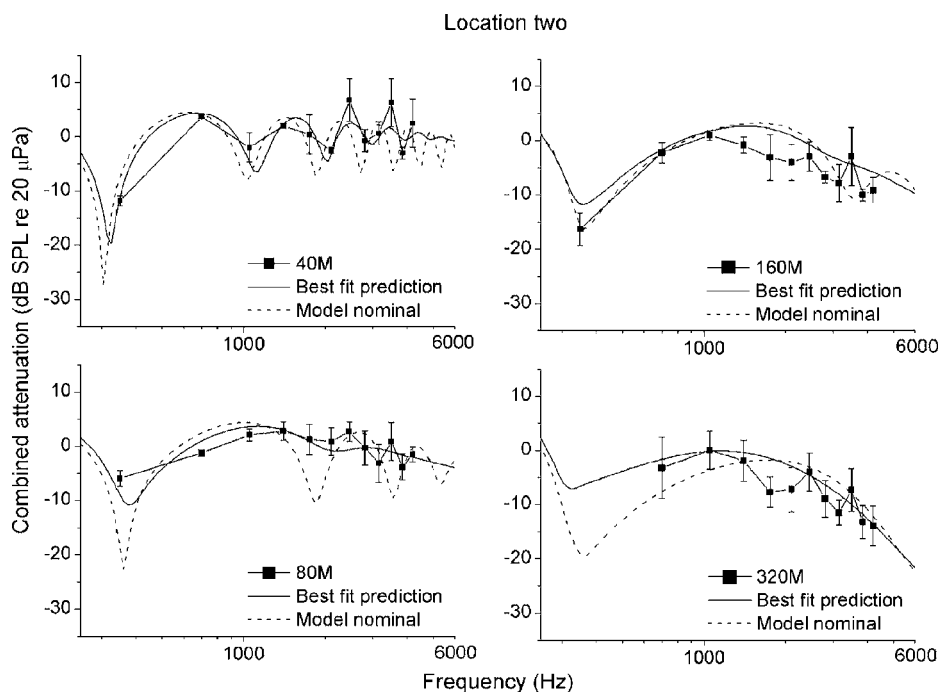 Location two
Combined attenuation (dB SPL re 20 µPa)
10
0
-10
-20
-30
40M
Best fit prediction
Model nominal
1000
6000
10
0
-10
-20
-30
160M
Best fit prediction
Model nominal
1000
6000
10
0
-10
-20
-30
80M
Best fit prediction
Model nominal
1000
6000
10
0
-10
-20
-30
320M
Best fit prediction
Model nominal
1000
6000
Frequency (Hz)